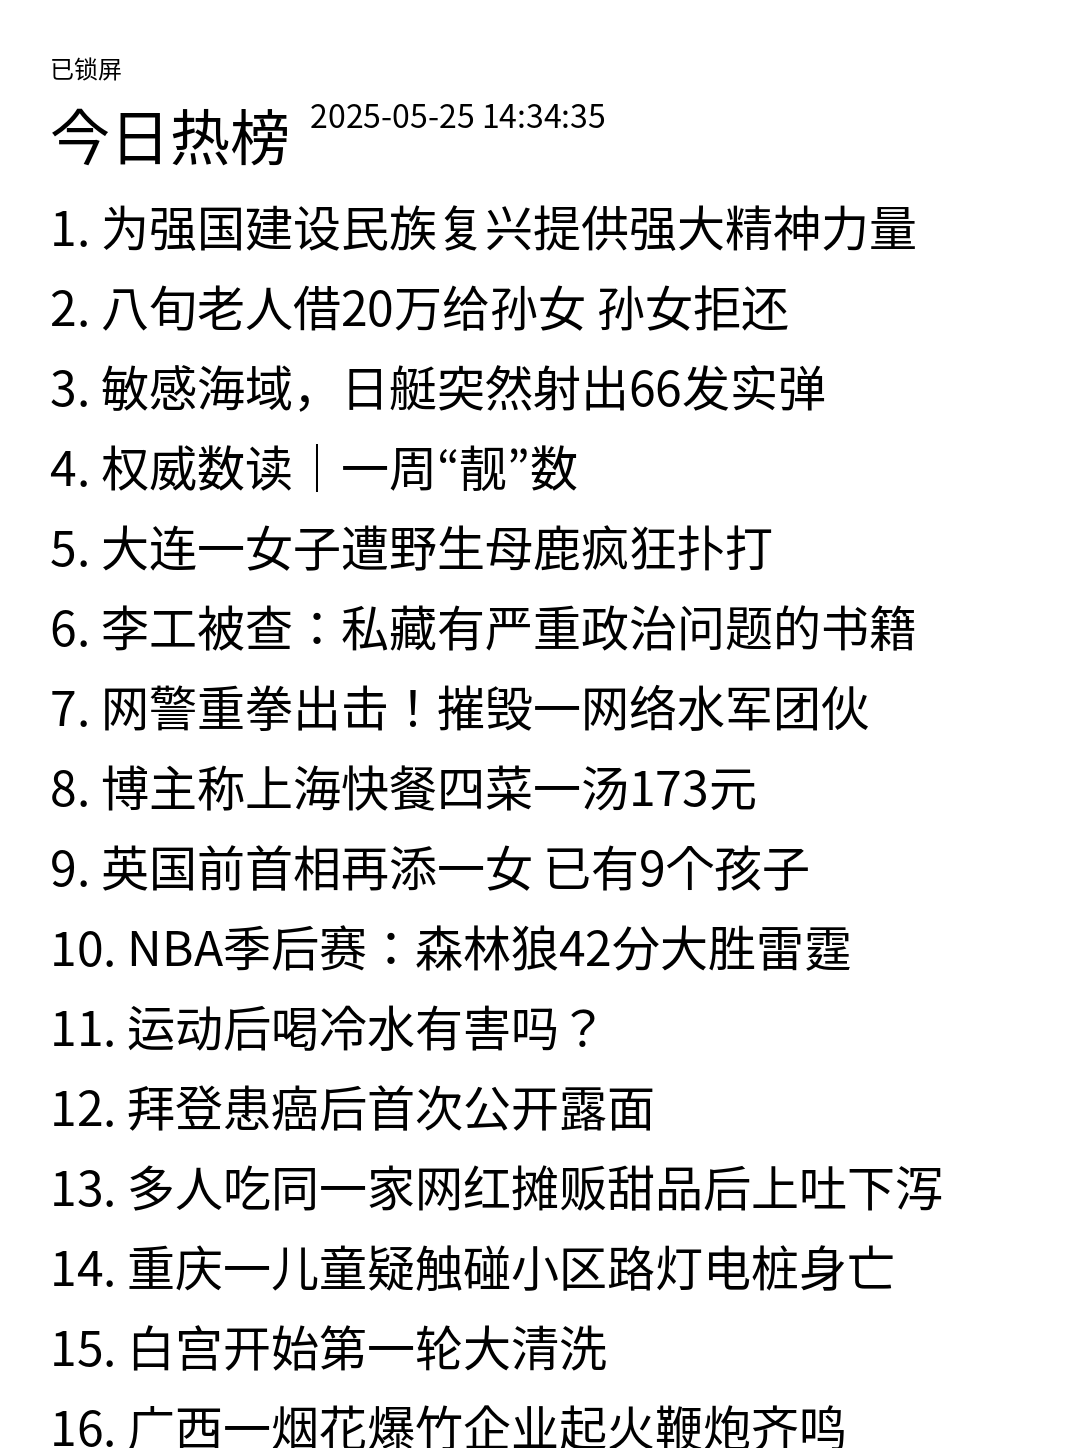 已锁屏
今日热榜 2025-05-25 14:34:35
1. 为强国建设民族复兴提供强大精神力量
2. 八旬老人借20万给孙女 孙女拒还
3. 敏感海域，日艇突然射出66发实弹
4. 权威数读｜一周“靓”数
5. 大连一女子遭野生母鹿疯狂扑打
6. 李工被查：私藏有严重政治问题的书籍
7. 网警重拳出击！摧毁一网络水军团伙
8. 博主称上海快餐四菜一汤173元
9. 英国前首相再添一女 已有9个孩子
10. NBA季后赛：森林狼42分大胜雷霆
11. 运动后喝冷水有害吗？
12. 拜登患癌后首次公开露面
13. 多人吃同一家网红摊贩甜品后上吐下泻
14. 重庆一儿童疑触碰小区路灯电桩身亡
15. 白宫开始第一轮大清洗
16. 广西一烟花爆竹企业起火鞭炮齐鸣